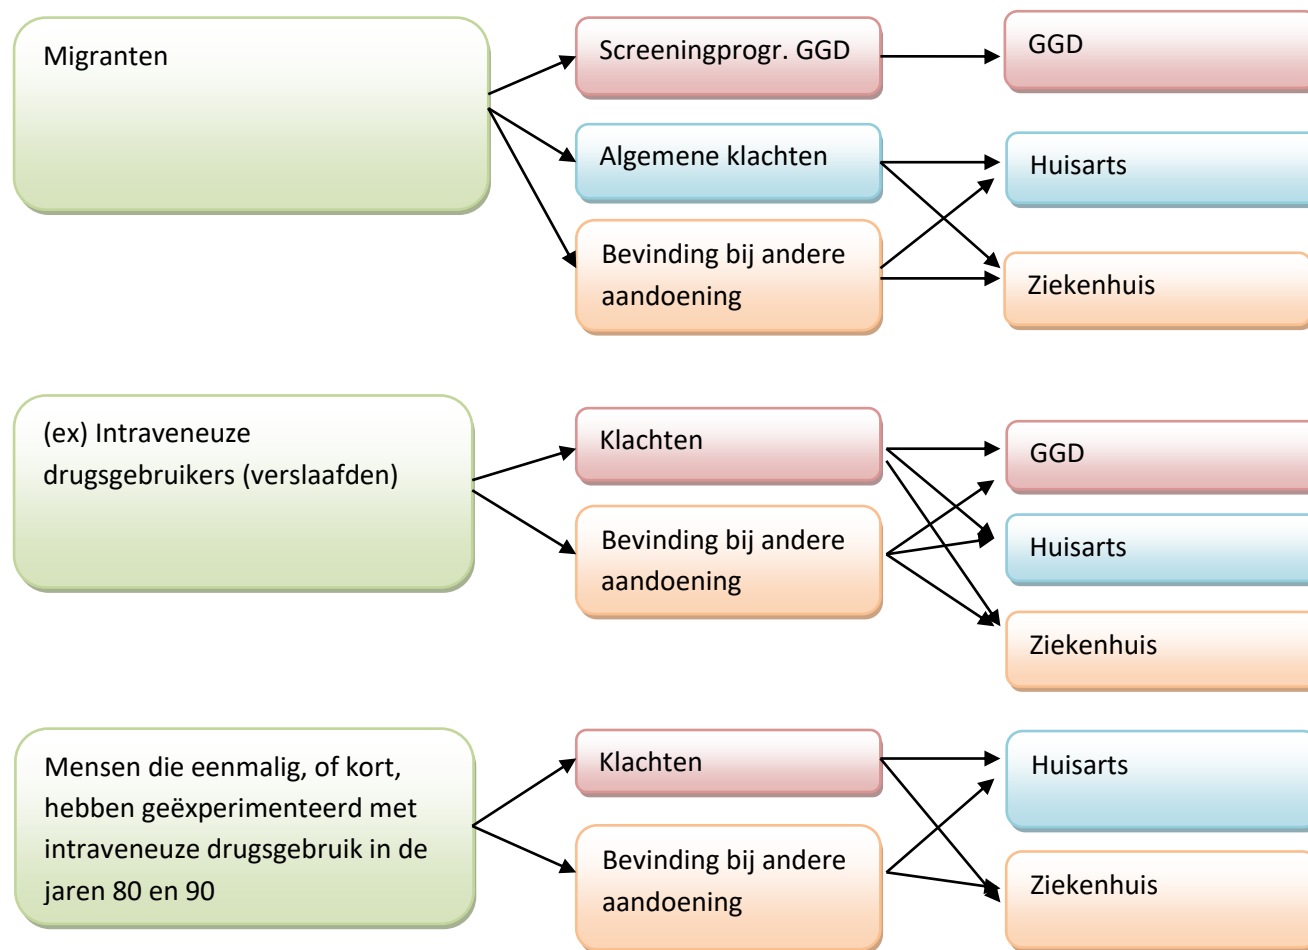 Migranten
Screeningprogr. GGD
GGD
Algemene klachten
Huisarts
Bevinding bij andere
aandoening
Ziekenhuis
(ex) Intraveneuze
drugsgebruikers (verslaafden)
Klachten
GGD
Bevinding bij andere
aandoening
Huisarts
Ziekenhuis
Mensen die eenmalig, of kort,
hebben geëxperimenteerd met
intraveneuze drugsgebruik in de
jaren 80 en 90
Klachten
Huisarts
Bevinding bij andere
aandoening
Ziekenhuis